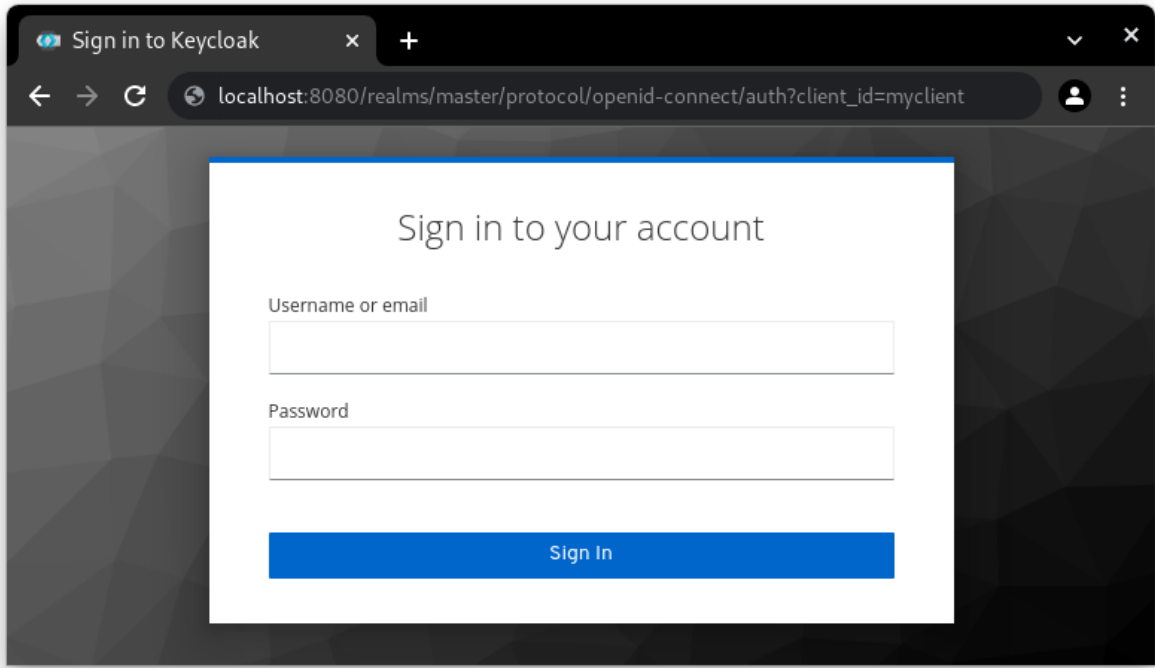 Sign in to Keycloak
localhost:8080/realms/master/protocol/openid-connect/auth?client_id=myclient
Sign in to your account
Username or email
Password
Sign In